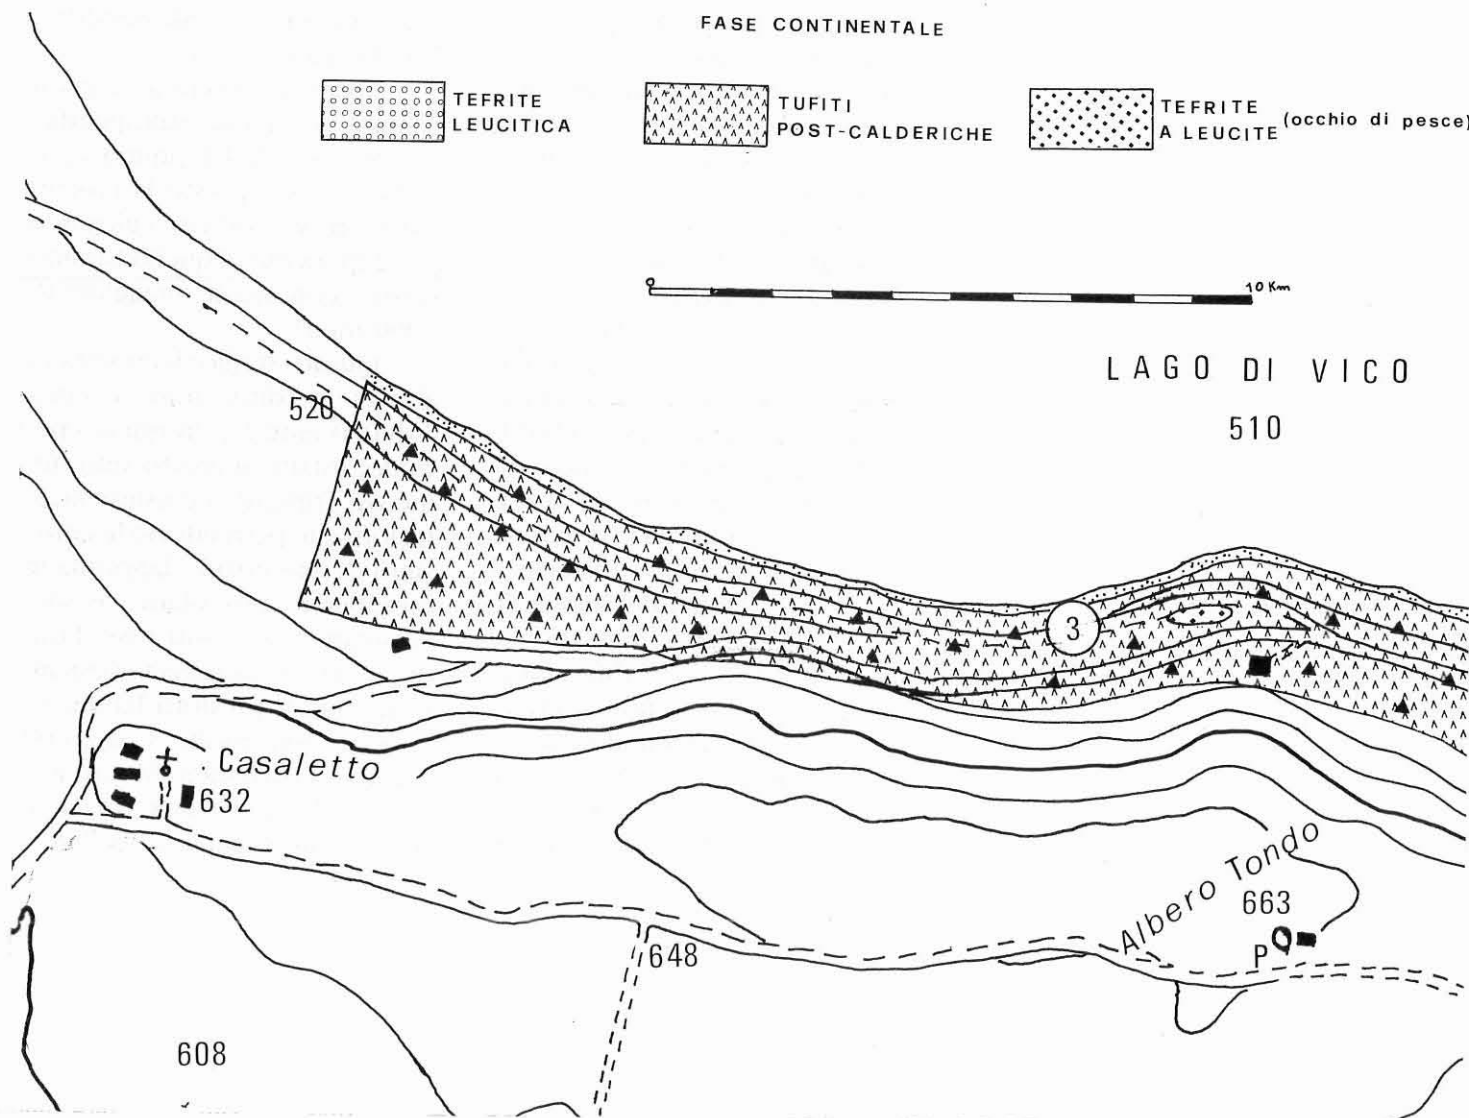 FASE CONTINENTALE
TEFRITE
LEUCITICA
TUFITI
POST-CALDERICHE
TEFRITE
A LEUCITE (occhio di pesce)
0 10 Km
LAGO DI VICO
510
520
3
Casaletto
632
Albero Tondo
663
P
648
608